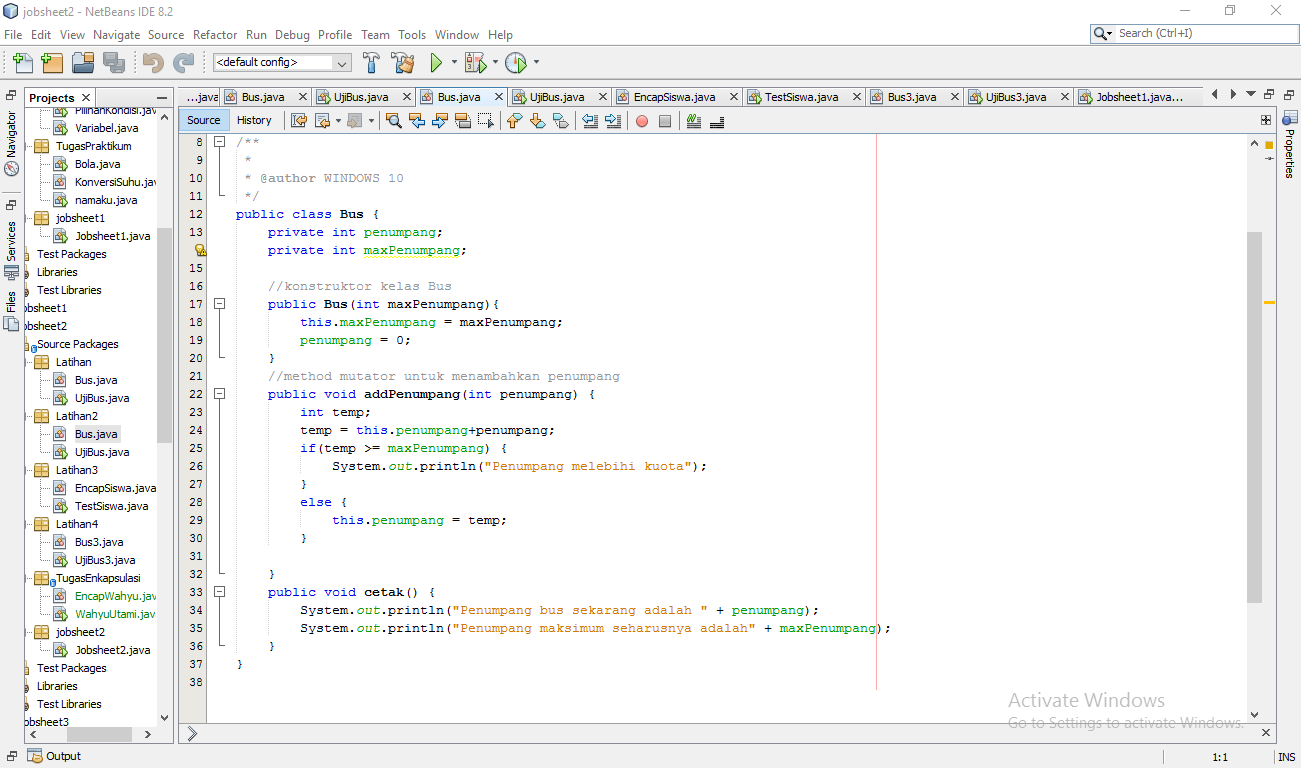 jobsheet2 - NetBeans IDE 8.2
File Edit View Navigate Source Refactor Run Debug Profile Team Tools Window Help
Search (Ctrl+I)
<default config>
Projects
...java Bus.java UjiBus.java Bus.java UjiBus.java EncapSiswa.java TestSiswa.java Bus3.java UjiBus3.java Jobsheet1.java...
Source History
Navigator
Services
Files
Properties
PilihanKondisi.jav
Variabel.java
TugasPraktikum
Bola.java
KonversiSuhu.jav
namaku.java
jobsheet1
Jobsheet1.java
Test Packages
Libraries
Test Libraries
obsheet1
obsheet2
Source Packages
Latihan
Bus.java
UjiBus.java
Latihan2
Bus.java
UjiBus.java
Latihan3
EncapSiswa.java
TestSiswa.java
Latihan4
Bus3.java
UjiBus3.java
TugasEnkapsulasi
EncapWahyu.jav
WahyuUtami.jav
jobsheet2
Jobsheet2.java
Test Packages
Libraries
Test Libraries
obsheet3
8 /**
9 *
10 * @author WINDOWS 10
11 */
12 public class Bus {
13 private int penumpang;
private int maxPenumpang;
15
16 //konstruktor kelas Bus
17 public Bus(int maxPenumpang){
18 this.maxPenumpang = maxPenumpang;
19 penumpang = 0;
20 }
21 //method mutator untuk menambahkan penumpang
22 public void addPenumpang(int penumpang) {
23 int temp;
24 temp = this.penumpang+penumpang;
25 if(temp >= maxPenumpang) {
26 System.out.println("Penumpang melebihi kuota");
27 }
28 else {
29 this.penumpang = temp;
30 }
31
32 }
33 public void cetak() {
34 System.out.println("Penumpang bus sekarang adalah " + penumpang);
35 System.out.println("Penumpang maksimum seharusnya adalah" + maxPenumpang);
36 }
37 }
38
Activate Windows
Go to Settings to activate Windows.
Output
1:1 INS